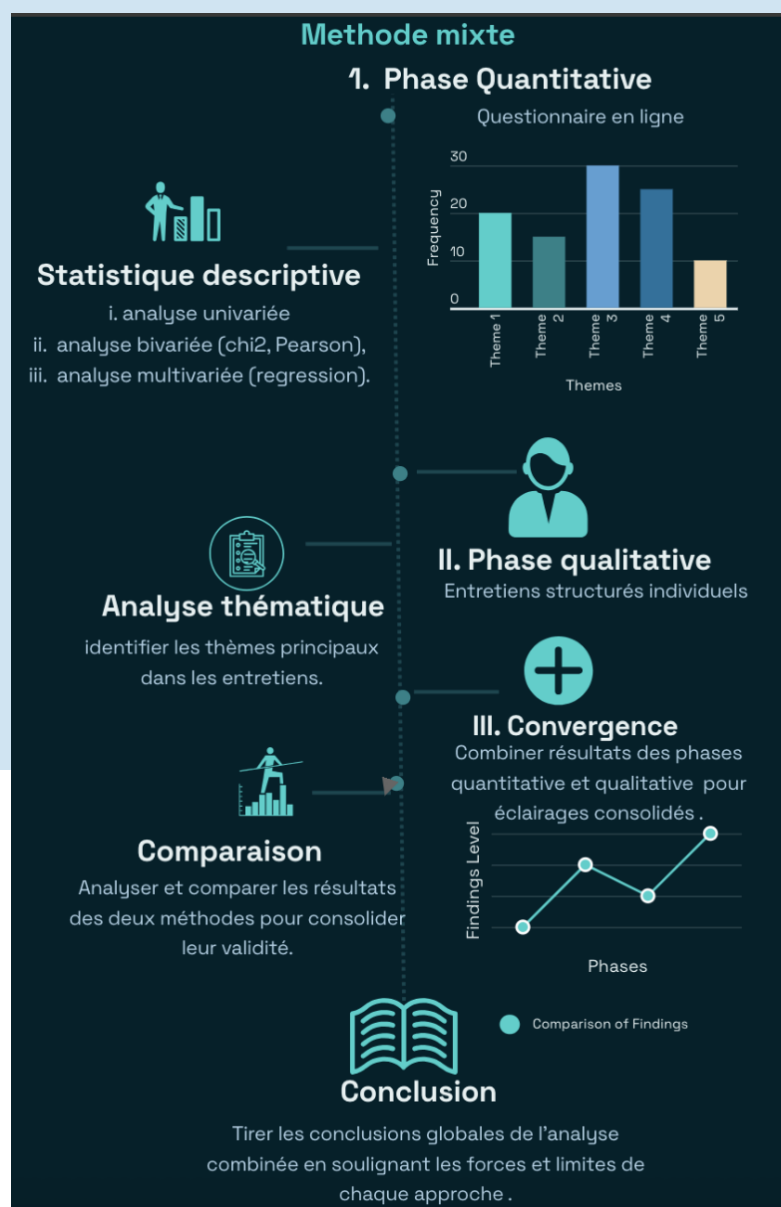 Methode mixte
1. Phase Quantitative
Questionnaire en ligne
30
20
10
0
Frequency
Theme 1
Theme 2
Theme 3
Theme 4
Theme 5
Themes
Statistique descriptive
i. analyse univariée
ii. analyse bivariée (chi2, Pearson),
iii. analyse multivariée (regression).
II. Phase qualitative
Entretiens structurés individuels
Analyse thématique
identifier les thèmes principaux
dans les entretiens.
III. Convergence
Combiner résultats des phases
quantitative et qualitative pour
éclairages consolidés .
Findings Level
Phases
Comparison of Findings
Comparaison
Analyser et comparer les résultats
des deux méthodes pour consolider
leur validité.
Conclusion
Tirer les conclusions globales de l'analyse
combinée en soulignant les forces et limites de
chaque approche .